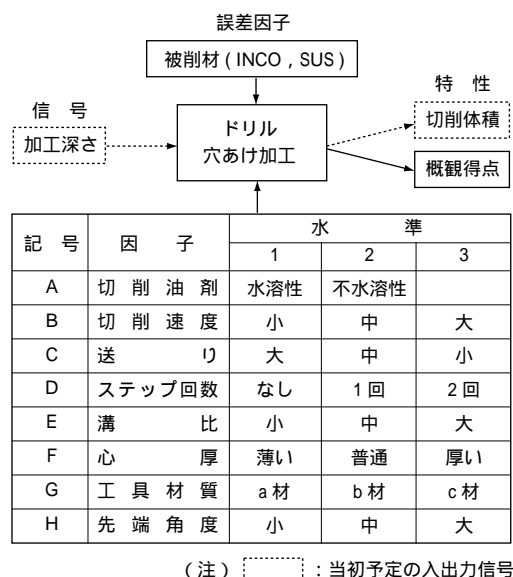 誤差因子
被削材 ( INCO , SUS )
特 性
信 号
切削体積
加工深さ
ドリル
穴あけ加工
概観得点
記 号 因 子 水 準
1 2 3
A 切 削 油 剤 水溶性 不水溶性
B 切 削 速 度 小 中 大
C 送 り 大 中 小
D ステップ回数 なし 1 回 2 回
E 溝 比 小 中 大
F 心 厚 薄い 普通 厚い
G 工 具 材 質 a 材 b 材 c 材
H 先 端 角 度 小 中 大
( 注 ) : 当初予定の入出力信号